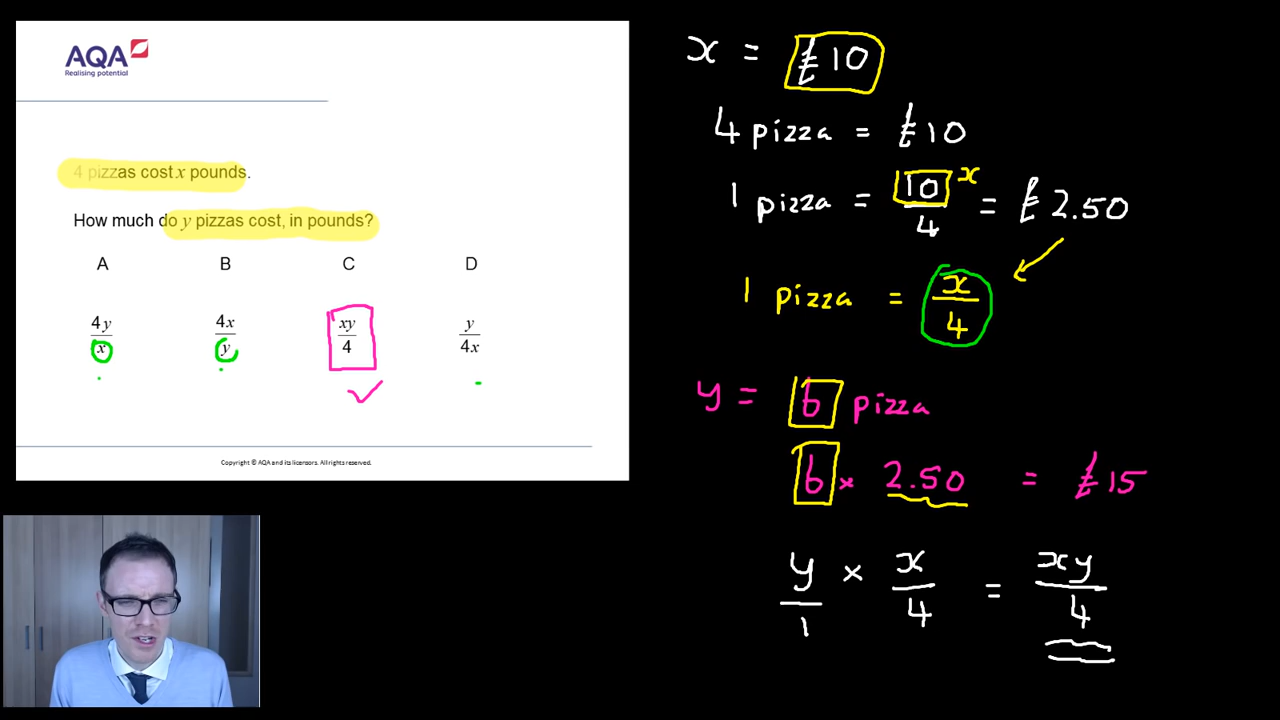 AQA
Realising potential
4 pizzas cost x pounds.
How much do y pizzas cost, in pounds?
A B C D
4y/x 4x/y xy/4 y/4x
Copyright © AQA and its licensors. All rights reserved.
x = £10
4 pizza = £10
1 pizza = 10/4 x = £2.50
1 pizza = x/4
y = 6 pizza
6 × 2.50 = £15
y/1 × x/4 = xy/4